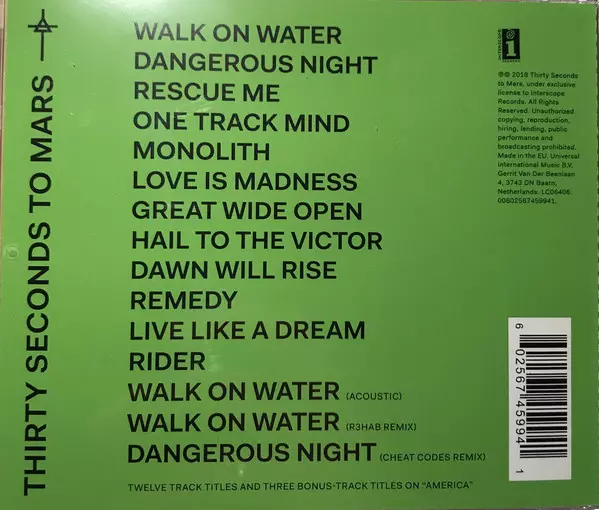 WALK ON WATER
DANGEROUS NIGHT
RESCUE ME
ONE TRACK MIND
MONOLITH
LOVE IS MADNESS
GREAT WIDE OPEN
HAIL TO THE VICTOR
DAWN WILL RISE
REMEDY
LIVE LIKE A DREAM
RIDER
WALK ON WATER (ACOUSTIC)
WALK ON WATER (R3HAB REMIX)
DANGEROUS NIGHT (CHEAT CODES REMIX)
TWELVE TRACK TITLES AND THREE BONUS-TRACK TITLES ON “AMERICA”
THIRTY SECONDS TO MARS
℗© 2018 Thirty Seconds
to Mars, under exclusive
license to Interscope
Records. All Rights
Reserved. Unauthorized
copying, reproduction,
hiring, lending, public
performance and
broadcasting prohibited.
Made in the EU. Universal
International Music B.V.
Gerrit Van Der Beenlaan
4, 3743 DN Baarn,
Netherlands. LC06406.
00602567459941.
6 02567 45994 1